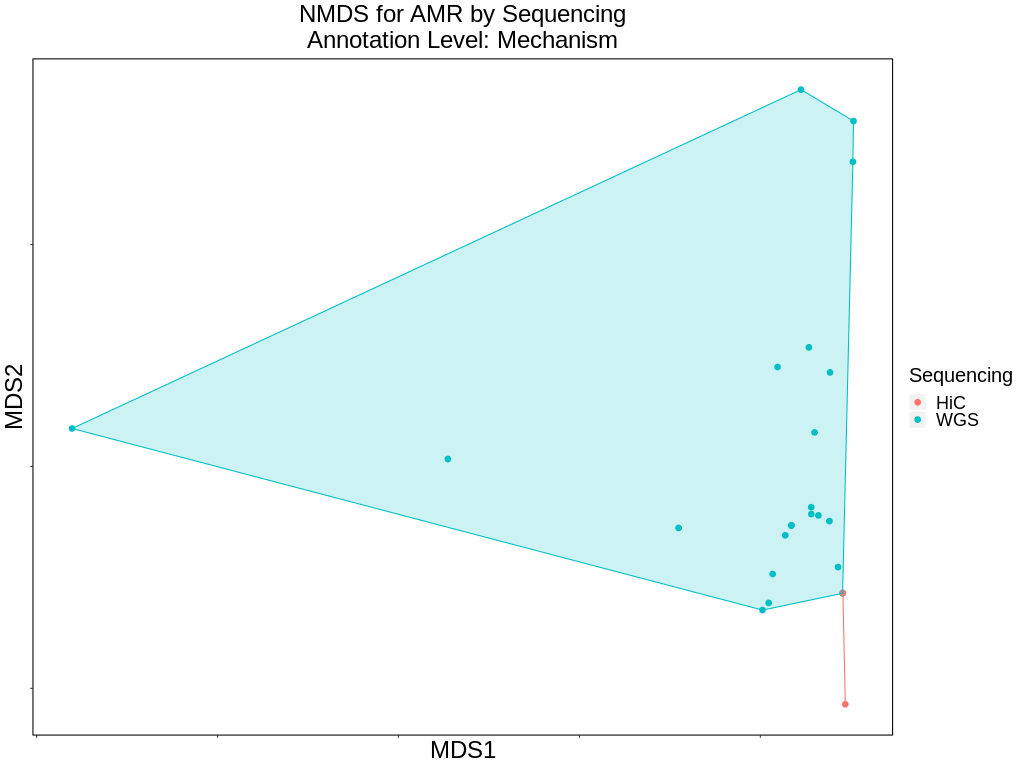 NMDS for AMR by Sequencing
Annotation Level: Mechanism
MDS2
MDS1
Sequencing
HiC
WGS